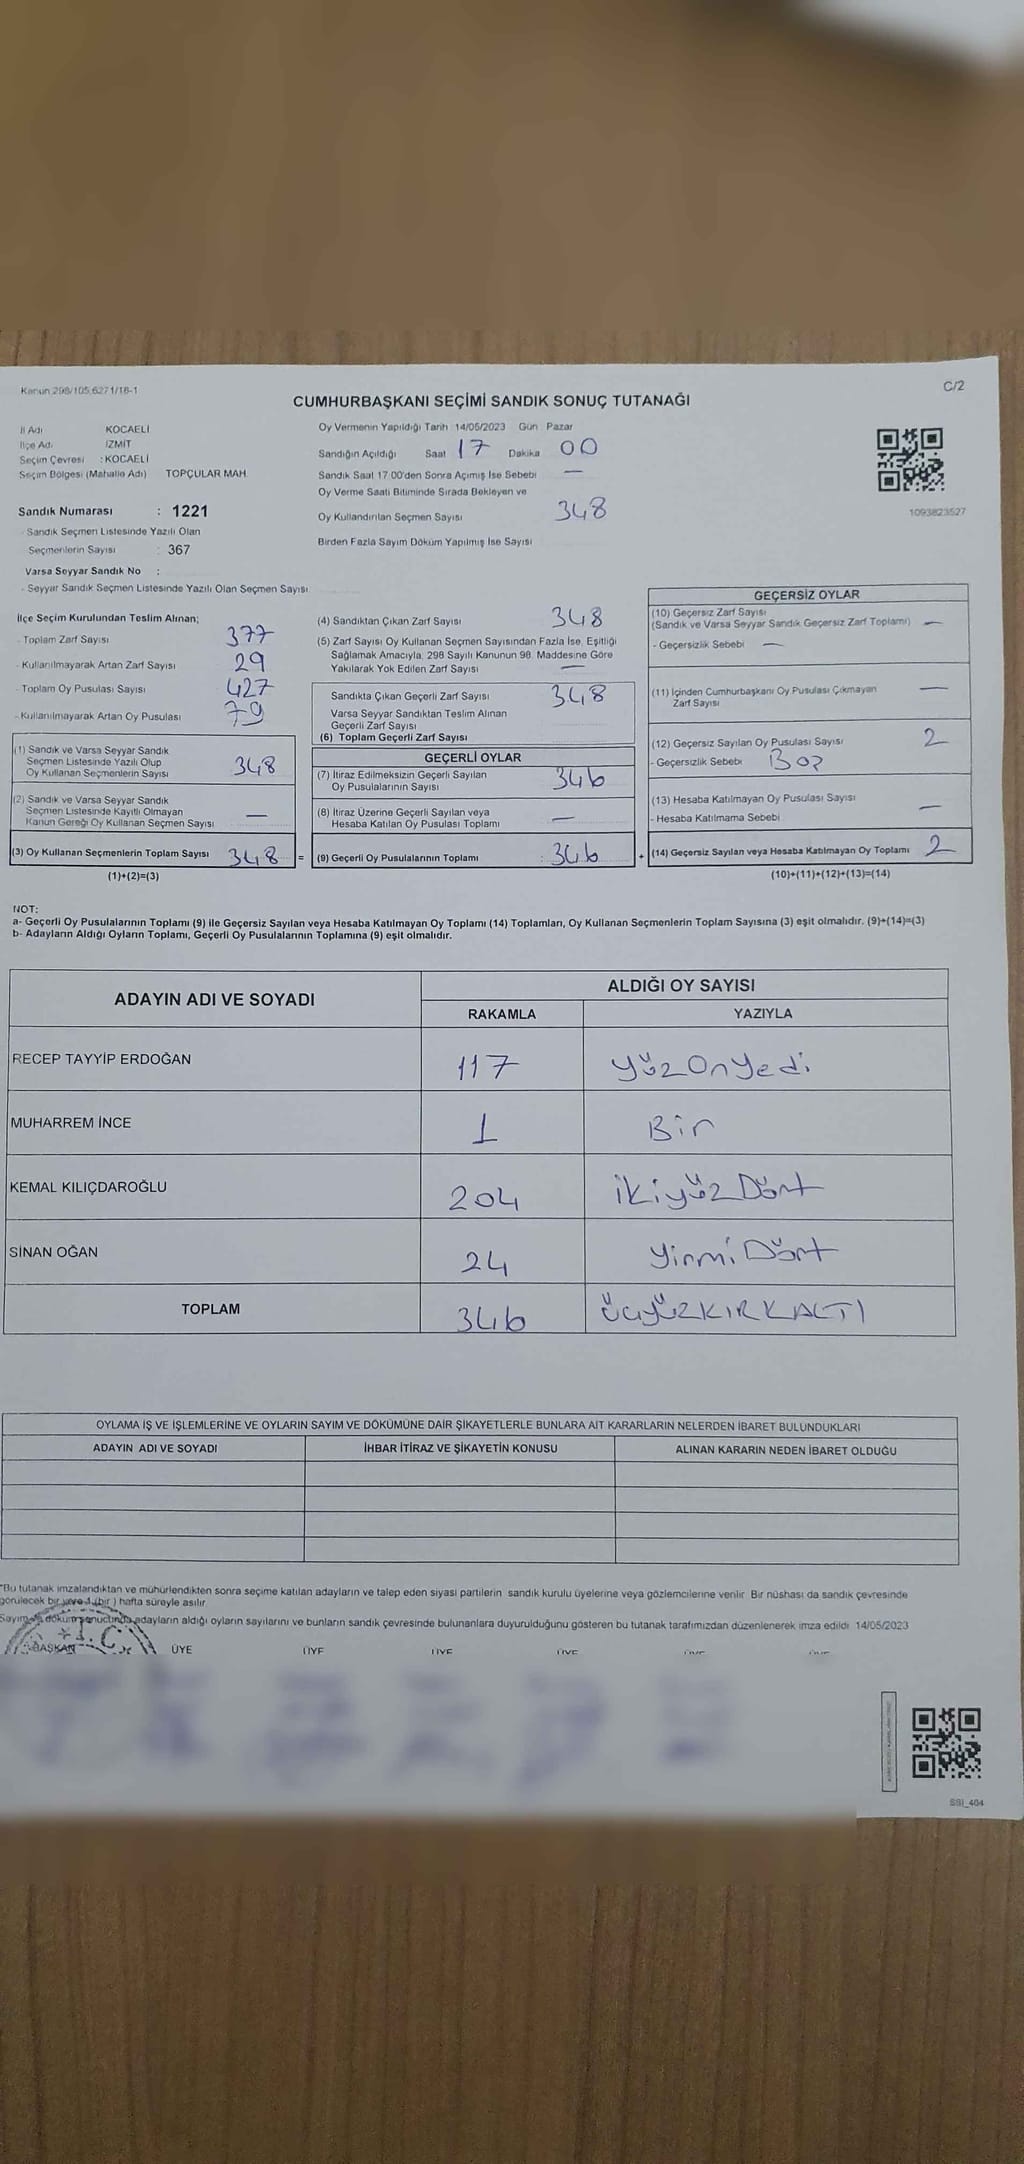 Kanun 298/105,6271/16-1
C/2
CUMHURBAŞKANI SEÇİMİ SANDIK SONUÇ TUTANAĞI
İl Adı KOCAELİ
İlçe Adı İZMİT
Seçim Çevresi : KOCAELİ
Seçim Bölgesi (Mahalle Adı) TOPÇULAR MAH.
Sandık Numarası : 1221
- Sandık Seçmen Listesinde Yazılı Olan
Seçmenlerin Sayısı : 367
Varsa Seyyar Sandık No :
- Seyyar Sandık Seçmen Listesinde Yazılı Olan Seçmen Sayısı
Oy Vermenin Yapıldığı Tarih 14/05/2023 Gün Pazar
Sandığın Açıldığı Saat 17 Dakika 00
Sandık Saat 17.00'den Sonra Açılmış İse Sebebi —
Oy Verme Saati Bitiminde Sırada Bekleyen ve
Oy Kullandırılan Seçmen Sayısı 348
Birden Fazla Sayım Döküm Yapılmış İse Sayısı
1093823527
İlçe Seçim Kurulundan Teslim Alınan;
- Toplam Zarf Sayısı 377
- Kullanılmayarak Artan Zarf Sayısı 29
- Toplam Oy Pusulası Sayısı 427
- Kullanılmayarak Artan Oy Pusulası 79
(1) Sandık ve Varsa Seyyar Sandık
Seçmen Listesinde Yazılı Olup
Oy Kullanan Seçmenlerin Sayısı 348
(2) Sandık ve Varsa Seyyar Sandık
Seçmen Listesinde Kayıtlı Olmayan
Kanun Gereği Oy Kullanan Seçmen Sayısı —
(3) Oy Kullanan Seçmenlerin Toplam Sayısı 348 =
(1)+(2)=(3)
(4) Sandıktan Çıkan Zarf Sayısı 348
(5) Zarf Sayısı Oy Kullanan Seçmen Sayısından Fazla İse, Eşitliği
Sağlamak Amacıyla, 298 Sayılı Kanunun 98. Maddesine Göre
Yakılarak Yok Edilen Zarf Sayısı —
Sandıkta Çıkan Geçerli Zarf Sayısı 348
Varsa Seyyar Sandıktan Teslim Alınan
Geçerli Zarf Sayısı
(6) Toplam Geçerli Zarf Sayısı
GEÇERLİ OYLAR
(7) İtiraz Edilmeksizin Geçerli Sayılan
Oy Pusulalarının Sayısı 346
(8) İtiraz Üzerine Geçerli Sayılan veya
Hesaba Katılan Oy Pusulası Toplamı —
(9) Geçerli Oy Pusulalarının Toplamı : 346 +
GEÇERSİZ OYLAR
(10) Geçersiz Zarf Sayısı
(Sandık ve Varsa Seyyar Sandık Geçersiz Zarf Toplamı) —
- Geçersizlik Sebebi —
(11) İçinden Cumhurbaşkanı Oy Pusulası Çıkmayan
Zarf Sayısı —
(12) Geçersiz Sayılan Oy Pusulası Sayısı 2
- Geçersizlik Sebebi Boş
(13) Hesaba Katılmayan Oy Pusulası Sayısı —
- Hesaba Katılmama Sebebi
(14) Geçersiz Sayılan veya Hesaba Katılmayan Oy Toplamı 2
(10)+(11)+(12)+(13)=(14)
NOT:
a- Geçerli Oy Pusulalarının Toplamı (9) ile Geçersiz Sayılan veya Hesaba Katılmayan Oy Toplamı (14) Toplamları, Oy Kullanan Seçmenlerin Toplam Sayısına (3) eşit olmalıdır. (9)+(14)=(3)
b- Adayların Aldığı Oyların Toplamı, Geçerli Oy Pusulalarının Toplamına (9) eşit olmalıdır.
ADAYIN ADI VE SOYADI ALDIĞI OY SAYISI
RAKAMLA YAZIYLA
RECEP TAYYİP ERDOĞAN 117 YüzOnYedi
MUHARREM İNCE 1 Bir
KEMAL KILIÇDAROĞLU 204 ikiyüzDört
SİNAN OĞAN 24 YirmiDört
TOPLAM 346 ÜÇYÜZKIRKALTI
OYLAMA İŞ VE İŞLEMLERİNE VE OYLARIN SAYIM VE DÖKÜMÜNE DAİR ŞİKAYETLERLE BUNLARA AİT KARARLARIN NELERDEN İBARET BULUNDUKLARI
ADAYIN ADI VE SOYADI İHBAR İTİRAZ VE ŞİKAYETİN KONUSU ALINAN KARARIN NEDEN İBARET OLDUĞU
*Bu tutanak imzalandıktan ve mühürlendikten sonra seçime katılan adayların ve talep eden siyasi partilerin sandık kurulu üyelerine veya gözlemcilerine verilir. Bir nüshası da sandık çevresinde
görülecek bir yere 1 (bir) hafta süreyle asılır.
Sayım ve döküm sonucunda adayların aldığı oyların sayılarını ve bunların sandık çevresinde bulunanlara duyurulduğunu gösteren bu tutanak tarafımızdan düzenlenerek imza edildi. 14/05/2023
T.C.
BAŞKAN ÜYE ÜYE ÜYE ÜYE
SSI_404